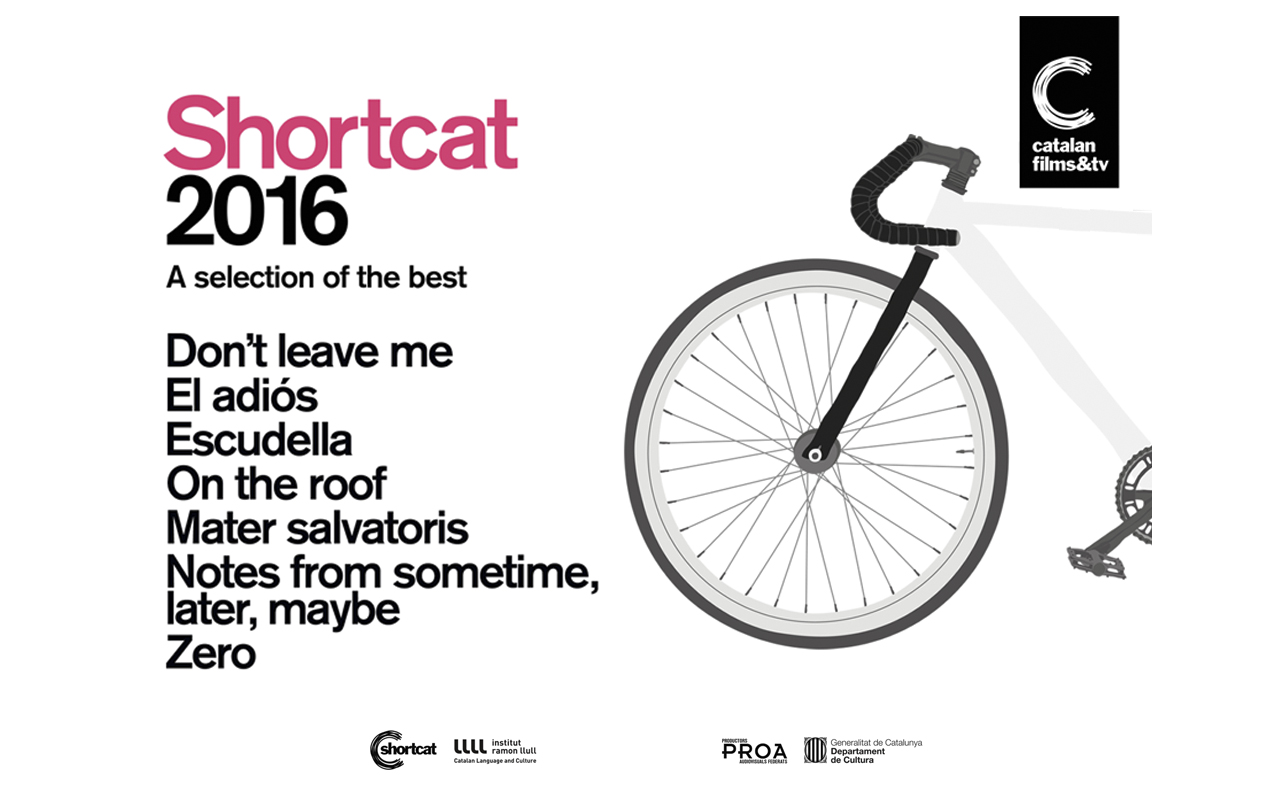 Shortcat
2016
A selection of the best
Don't leave me
El adiós
Escudella
On the roof
Mater salvatoris
Notes from sometime,
later, maybe
Zero
C
catalan
films&tv
shortcat
LLLL institut
ramon llull
Catalan Language and Culture
PRODUCTORS
PROA
AUDIOVISUALS FEDERATS
Generalitat de Catalunya
Departament
de Cultura